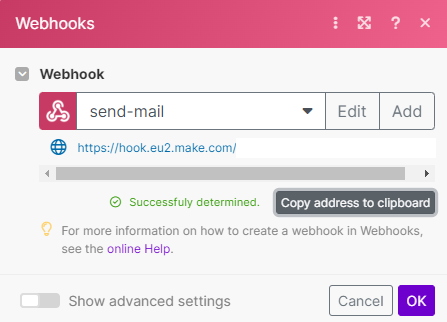 Webhooks
Webhook
send-mail
Edit
Add
https://hook.eu2.make.com/
Successfuly determined.
Copy address to clipboard
For more information on how to create a webhook in Webhooks,
see the online Help.
Show advanced settings
Cancel
OK